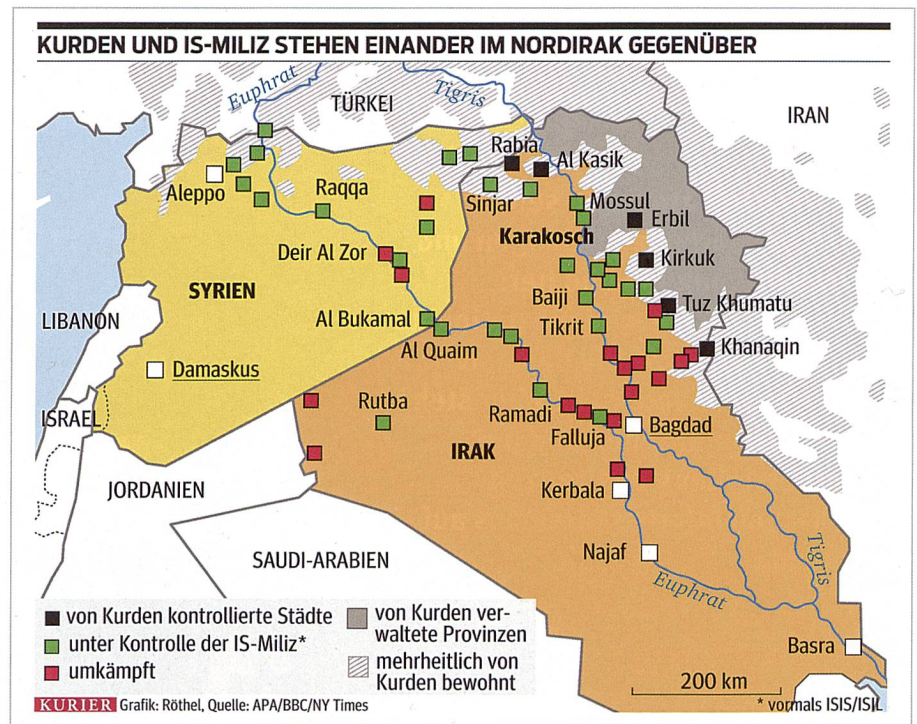 KURDEN UND IS-MILIZ STEHEN EINANDER IM NORDIRAK GEGENÜBER
Euphrat
TÜRKEI
Tigris
IRAN
Rabia
Al Kasik
Aleppo
Raqqa
Sinjar
Mossul
Erbil
Karakosch
Deir Al Zor
Kirkuk
SYRIEN
Baiji
Tuz Khumatu
LIBANON
Al Bukamal
Tikrit
Al Quaim
Khanaqin
Damaskus
ISRAEL
Rutba
Ramadi
Falluja
Bagdad
IRAK
JORDANIEN
Kerbala
SAUDI-ARABIEN
Najaf
Euphrat
Tigris
Basra
von Kurden kontrollierte Städte
unter Kontrolle der IS-Miliz*
umkämpft
von Kurden ver-
waltete Provinzen
mehrheitlich von
Kurden bewohnt
200 km
KURIER Grafik: Röthel, Quelle: APA/BBC/NY Times
* vormals ISIS/ISIL